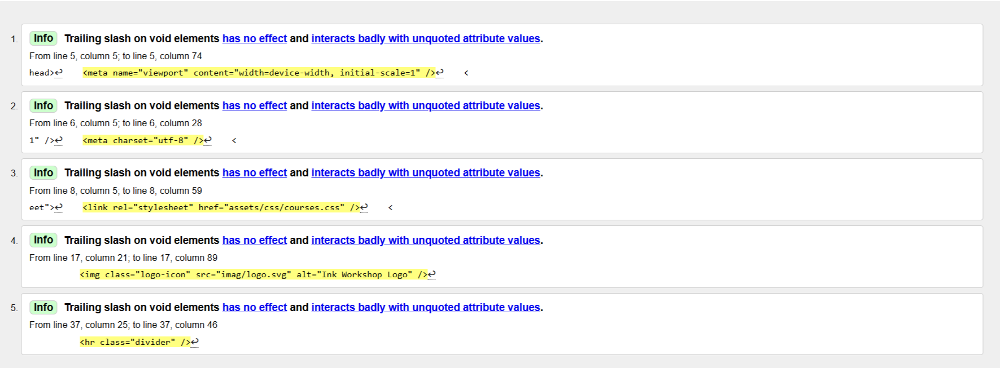 1. Info Trailing slash on void elements has no effect and interacts badly with unquoted attribute values.
From line 5, column 5; to line 5, column 74
head>↩    <meta name="viewport" content="width=device-width, initial-scale=1" />↩    <
2. Info Trailing slash on void elements has no effect and interacts badly with unquoted attribute values.
From line 6, column 5; to line 6, column 28
1" />↩    <meta charset="utf-8" />↩    <
3. Info Trailing slash on void elements has no effect and interacts badly with unquoted attribute values.
From line 8, column 5; to line 8, column 59
eet">↩    <link rel="stylesheet" href="assets/css/courses.css" />↩    <
4. Info Trailing slash on void elements has no effect and interacts badly with unquoted attribute values.
From line 17, column 21; to line 17, column 89
<img class="logo-icon" src="imag/logo.svg" alt="Ink Workshop Logo" />↩
5. Info Trailing slash on void elements has no effect and interacts badly with unquoted attribute values.
From line 37, column 25; to line 37, column 46
<hr class="divider" />↩